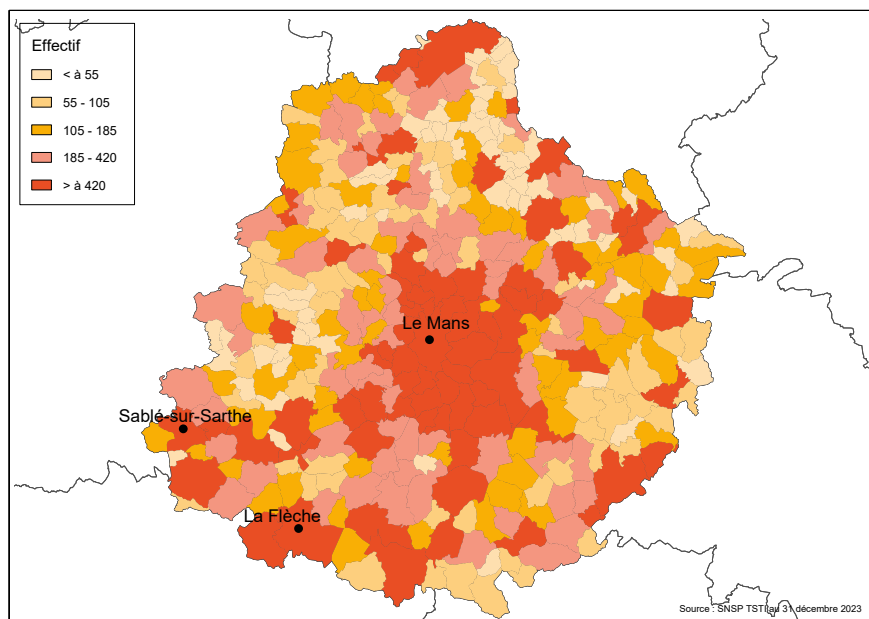 Effectif
< à 55
55 - 105
105 - 185
185 - 420
> à 420
Le Mans
Sablé-sur-Sarthe
La Flèche
Source : SNSP TSTI au 31 décembre 2023